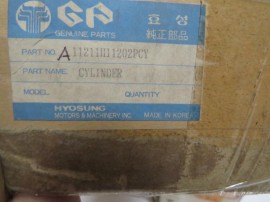 GP 효성
GENUINE PARTS 純正部品
PART NO. A 11211H11202PCY
PART NAME. CYLINDER
MODEL. QUANTITY
HYOSUNG
MOTORS & MACHINERY INC. MADE IN KOREA